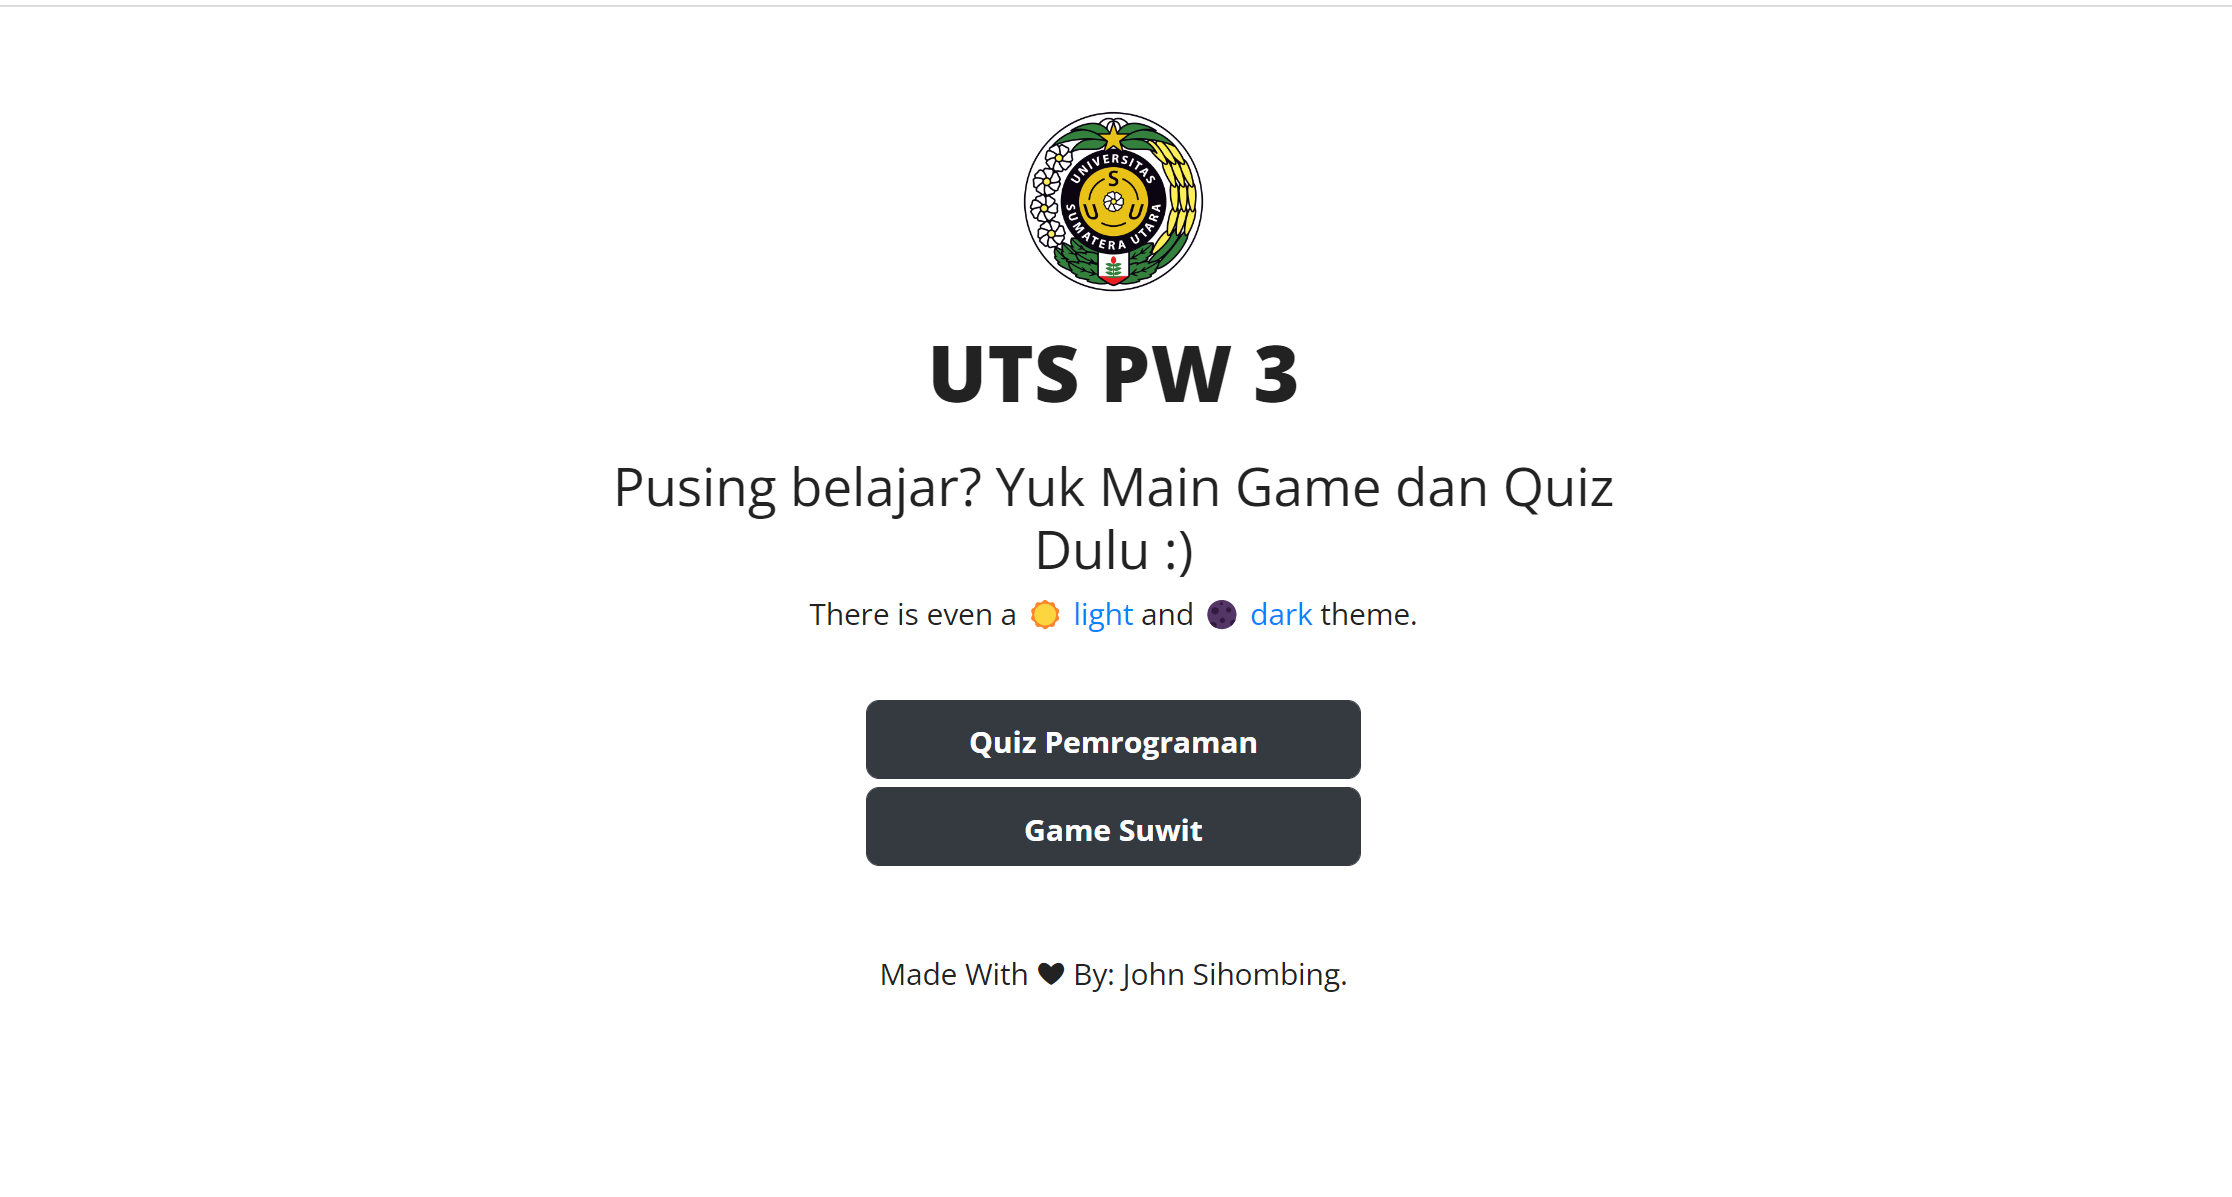 UNIVERSITAS
SUMATERA UTARA
S
U U
UTS PW 3
Pusing belajar? Yuk Main Game dan Quiz
Dulu :)
There is even a light and dark theme.
Quiz Pemrograman
Game Suwit
Made With ♥ By: John Sihombing.